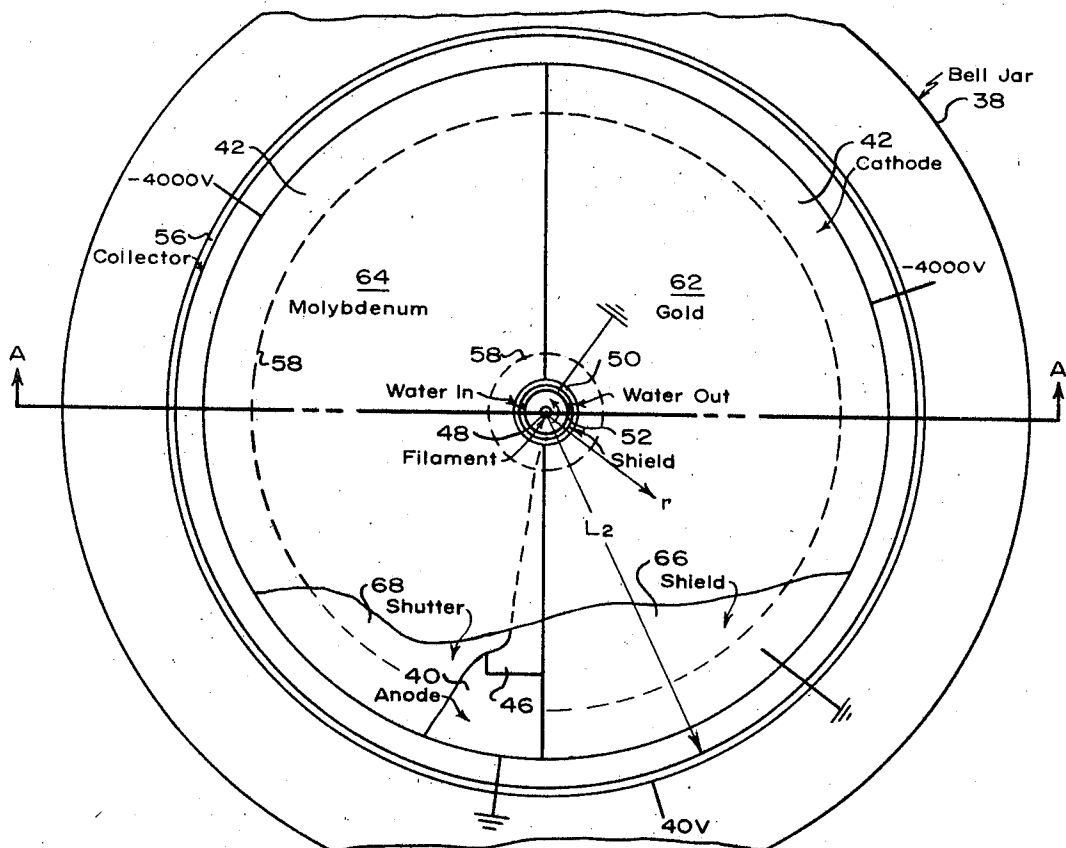 Bell Jar
38
42
42
Cathode
-4000V
56
Collector
-4000V
64
Molybdenum
62
Gold
A
A
58
58
50
Water In
Water Out
48
52
Filament
Shield
r
L2
66
Shield
68
Shutter
40
Anode
46
40V